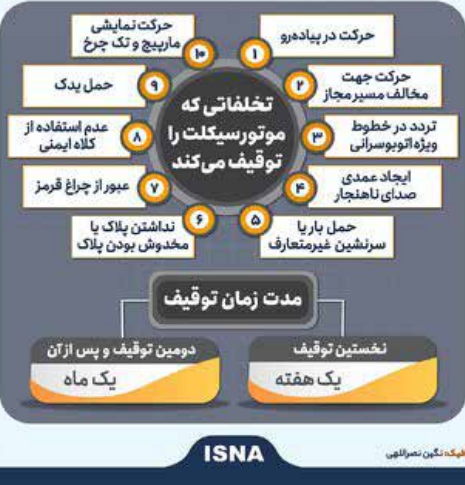 تخلفاتی که
موتورسیکلت را
توقیف می‌کند
۱
حرکت در پیاده‌رو
۲
حرکت جهت
مخالف مسیر مجاز
۳
تردد در خطوط
ویژه اتوبوسرانی
۴
ایجاد عمدی
صدای ناهنجار
۵
حمل بار یا
سرنشین غیرمتعارف
۶
نداشتن پلاک یا
مخدوش بودن پلاک
۷
عبور از چراغ قرمز
۸
عدم استفاده از
کلاه ایمنی
۹
حمل یدک
۱۰
حرکت نمایشی
مارپیچ و تک چرخ
مدت زمان توقیف
نخستین توقیف
یک هفته
دومین توقیف و پس از آن
یک ماه
ISNA
نگین نصراللهی